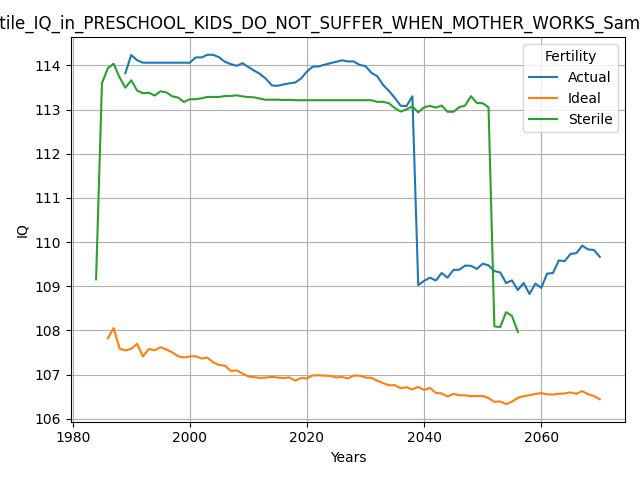 tile_IQ_in_PRESCHOOL_KIDS_DO_NOT_SUFFER_WHEN_MOTHER_WORKS_Sam
Fertility
Actual
Ideal
Sterile
IQ
114
113
112
111
110
109
108
107
106
1980
2000
2020
2040
2060
Years